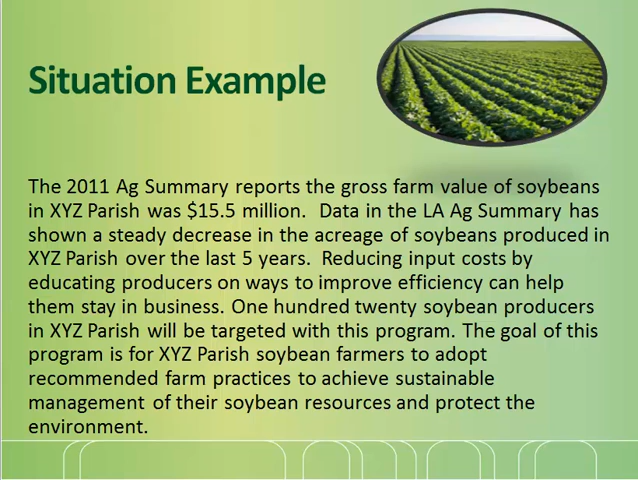 Situation Example
The 2011 Ag Summary reports the gross farm value of soybeans
in XYZ Parish was $15.5 million.  Data in the LA Ag Summary has
shown a steady decrease in the acreage of soybeans produced in
XYZ Parish over the last 5 years.  Reducing input costs by
educating producers on ways to improve efficiency can help
them stay in business. One hundred twenty soybean producers
in XYZ Parish will be targeted with this program. The goal of this
program is for XYZ Parish soybean farmers to adopt
recommended farm practices to achieve sustainable
management of their soybean resources and protect the
environment.